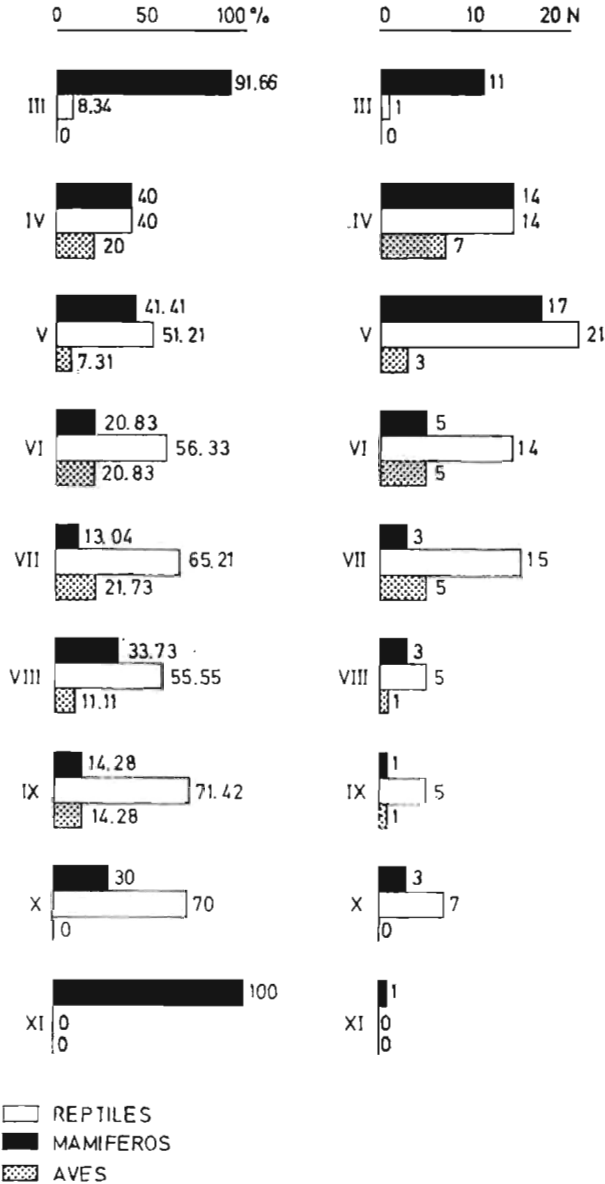 0 50 100 % 0 10 20 N
91.66 11
III 8.34 III 1
0 0
40 14
IV 40 IV 14
20 7
41.41 17
V 51.21 V 21
7.31 3
20.83 5
VI 56.33 VI 14
20.83 5
13.04 3
VII 65.21 VII 15
21.73 5
33.73 3
VIII 55.55 VIII 5
11.11 1
14.28 1
IX 71.42 IX 5
14.28 1
30 3
X 70 X 7
0 0
100 1
XI 0 XI 0
0 0
REPTILES
MAMIFEROS
AVES